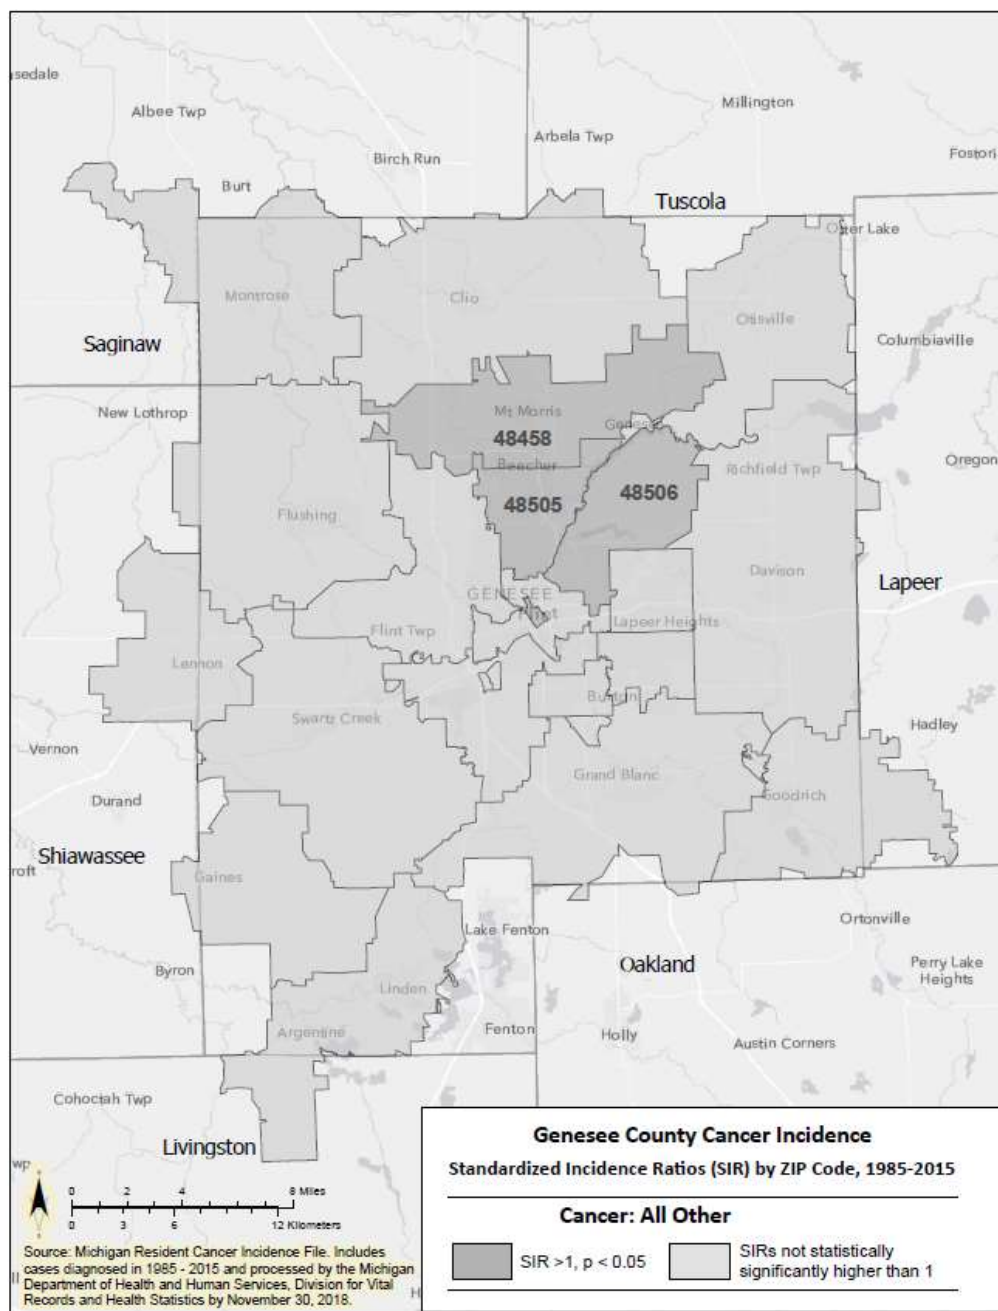 Albee Twp
Millington
Arbela Twp
Birch Run
Burt
Tuscola
Montrose
Clio
Otisville
Columbiaville
Saginaw
New Lothrop
Mt Morris
48458
Beecher
Richfield Twp
Oregon
48505
48506
Flushing
Davison
Lapeer
GENESEE
Flint Twp
Lapeer Heights
Lennon
Swartz Creek
Burton
Hadley
Vernon
Grand Blanc
Durand
Goodrich
Shiawassee
Gaines
Lake Fenton
Ortonville
Oakland
Perry Lake
Heights
Byron
Linden
Argentine
Fenton
Holly
Austin Corners
Cohoctah Twp
Livingston
Genesee County Cancer Incidence
Standardized Incidence Ratios (SIR) by ZIP Code, 1985-2015
Cancer: All Other
SIR >1, p < 0.05
SIRs not statistically
significantly higher than 1
0 2 4 8 Miles
0 3 6 12 Kilometers
Source: Michigan Resident Cancer Incidence File. Includes
cases diagnosed in 1985 - 2015 and processed by the Michigan
Department of Health and Human Services, Division for Vital
Records and Health Statistics by November 30, 2018.